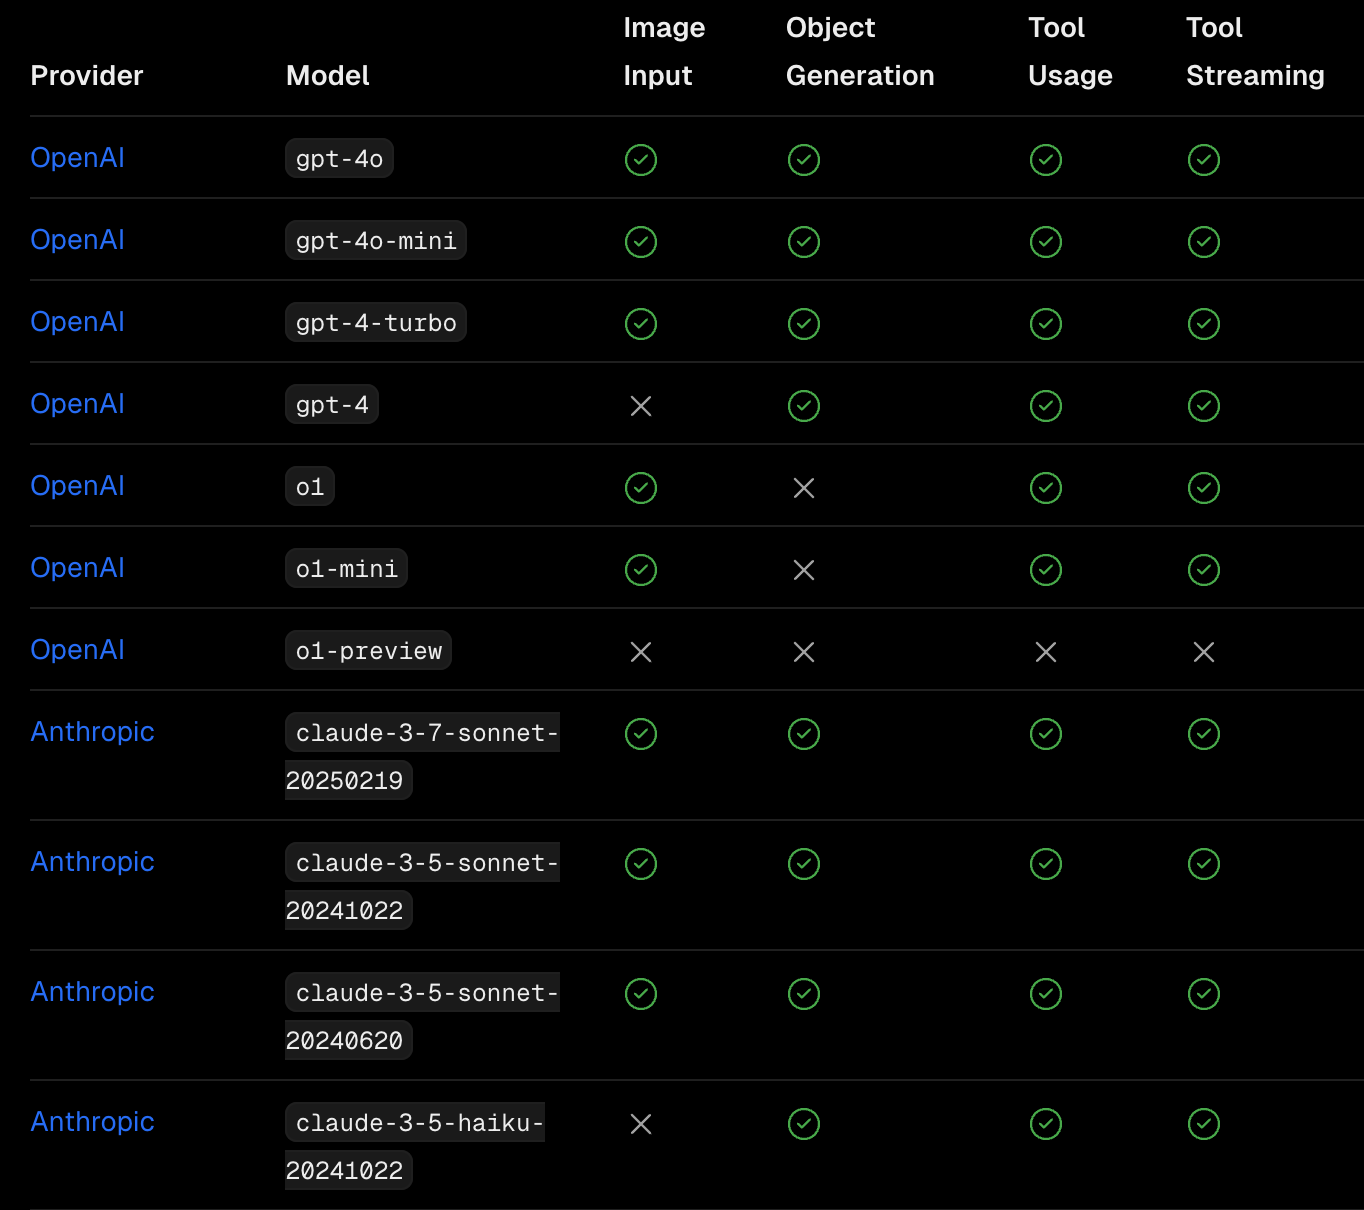 Provider Model Image Input Object Generation Tool Usage Tool Streaming
OpenAI gpt-4o
OpenAI gpt-4o-mini
OpenAI gpt-4-turbo
OpenAI gpt-4
OpenAI o1
OpenAI o1-mini
OpenAI o1-preview
Anthropic claude-3-7-sonnet-
20250219
Anthropic claude-3-5-sonnet-
20241022
Anthropic claude-3-5-sonnet-
20240620
Anthropic claude-3-5-haiku-
20241022